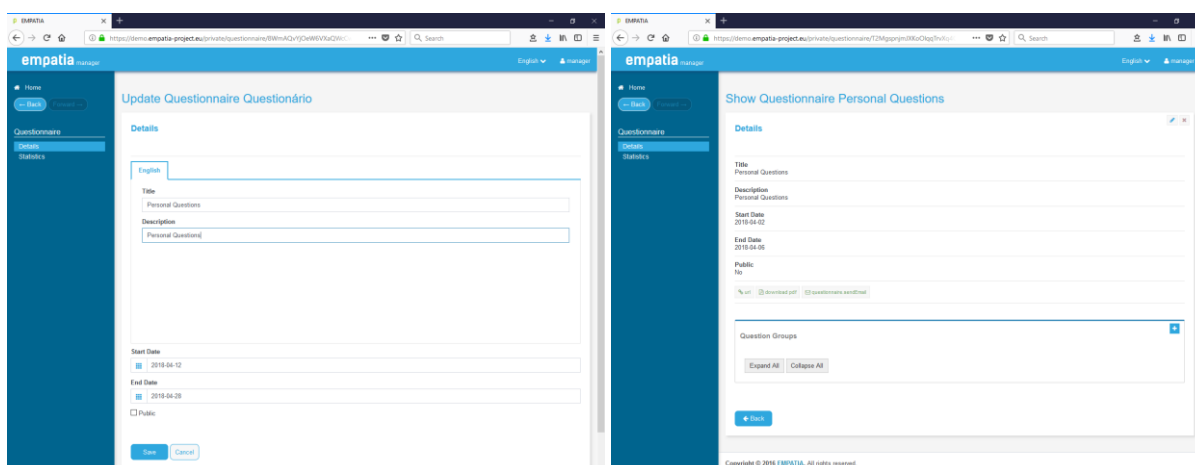 EMPATIA
https://demo.empatia-project.eu/private/questionnaire/
Search
empatia manager
English
manager
Home
Back
Forward
Questionnaire
Details
Statistics
Update Questionnaire Questionário
Details
English
Title
Personal Questions
Description
Personal Questions
Start Date
2018-04-12
End Date
2018-04-28
Public
Save Cancel
EMPATIA
https://demo.empatia-project.eu/private/questionnaire/
Search
empatia manager
English
manager
Home
Back
Forward
Questionnaire
Details
Statistics
Show Questionnaire Personal Questions
Details
Title
Personal Questions
Description
Personal Questions
Start Date
2018-04-02
End Date
2018-04-06
Public
No
url download pdf questionnaire.sendEmail
Question Groups
Expand All Collapse All
Back
Copyright © 2016 EMPATIA. All rights reserved